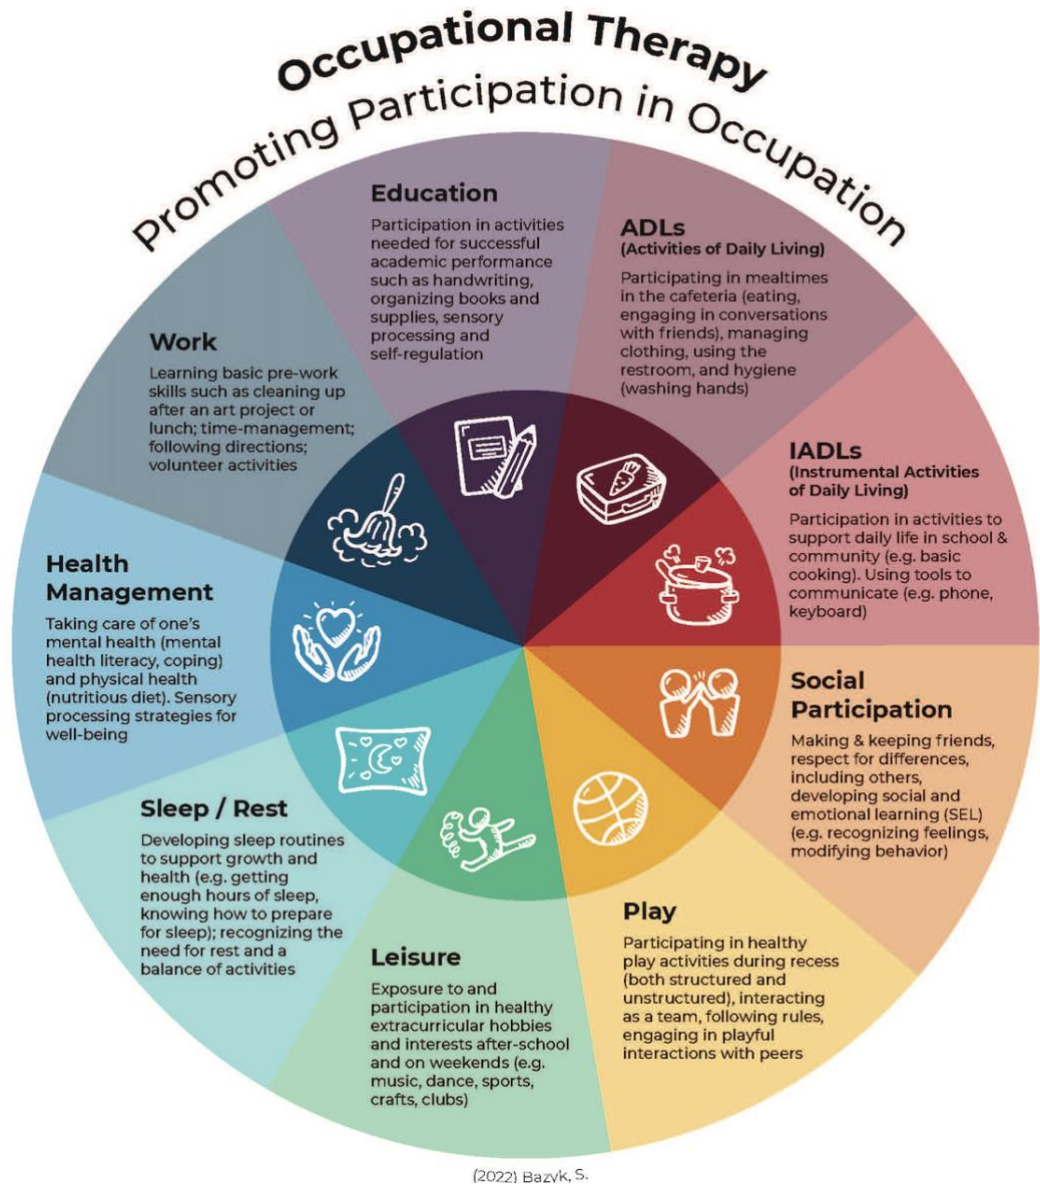 Occupational Therapy
Promoting Participation in Occupation
Education
Participation in activities
needed for successful
academic performance
such as handwriting,
organizing books and
supplies, sensory
processing and
self-regulation
ADLs
(Activities of Daily Living)
Participating in mealtimes
in the cafeteria (eating,
engaging in conversations
with friends), managing
clothing, using the
restroom, and hygiene
(washing hands)
IADLs
(Instrumental Activities
of Daily Living)
Participation in activities to
support daily life in school &
community (e.g. basic
cooking). Using tools to
communicate (e.g. phone,
keyboard)
Social
Participation
Making & keeping friends,
respect for differences,
including others,
developing social and
emotional learning (SEL)
(e.g. recognizing feelings,
modifying behavior)
Play
Participating in healthy
play activities during recess
(both structured and
unstructured), interacting
as a team, following rules,
engaging in playful
interactions with peers
Leisure
Exposure to and
participation in healthy
extracurricular hobbies
and interests after-school
and on weekends (e.g.
music, dance, sports,
crafts, clubs)
Sleep / Rest
Developing sleep routines
to support growth and
health (e.g. getting
enough hours of sleep,
knowing how to prepare
for sleep); recognizing the
need for rest and a
balance of activities
Health
Management
Taking care of one's
mental health (mental
health literacy, coping)
and physical health
(nutritious diet). Sensory
processing strategies for
well-being
Work
Learning basic pre-work
skills such as cleaning up
after an art project or
lunch; time-management;
following directions;
volunteer activities
(2022) Bazyk, S.